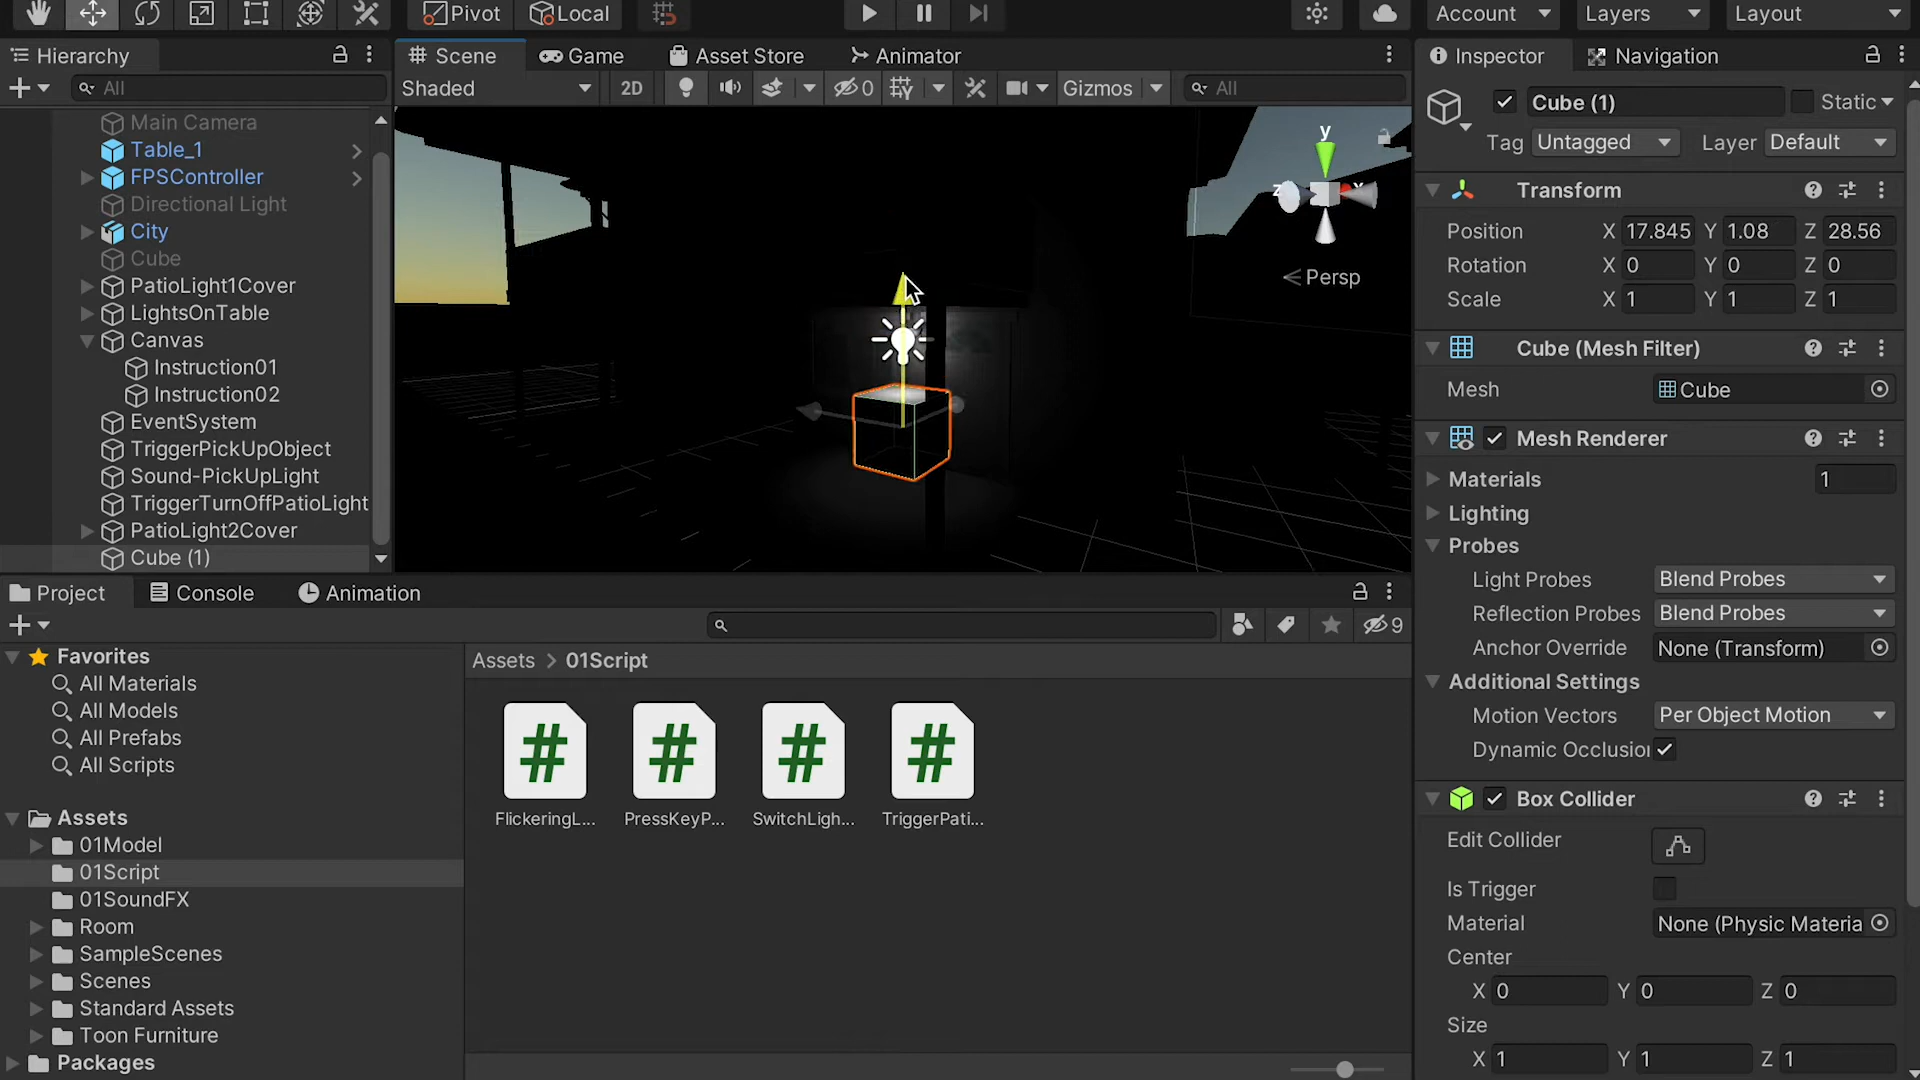 Pivot Local Account Layers Layout
Hierarchy
All
Main Camera
Table_1
FPSController
Directional Light
City
Cube
PatioLight1Cover
LightsOnTable
Canvas
Instruction01
Instruction02
EventSystem
TriggerPickUpObject
Sound-PickUpLight
TriggerTurnOffPatioLight
PatioLight2Cover
Cube (1)
Scene Game Asset Store Animator
Shaded 2D 0 Gizmos All
y
z x
Persp
Inspector Navigation
Cube (1) Static
Tag Untagged Layer Default
Transform
Position X 17.845 Y 1.08 Z 28.56
Rotation X 0 Y 0 Z 0
Scale X 1 Y 1 Z 1
Cube (Mesh Filter)
Mesh Cube
Mesh Renderer
Materials 1
Lighting
Probes
Light Probes Blend Probes
Reflection Probes Blend Probes
Anchor Override None (Transform)
Additional Settings
Motion Vectors Per Object Motion
Dynamic Occlusion
Box Collider
Edit Collider
Is Trigger
Material None (Physic Materia
Center
X 0 Y 0 Z 0
Size
X 1 Y 1 Z 1
Project Console Animation
9
Favorites
All Materials
All Models
All Prefabs
All Scripts
Assets
01Model
01Script
01SoundFX
Room
SampleScenes
Scenes
Standard Assets
Toon Furniture
Packages
Assets > 01Script
# # # #
FlickeringL... PressKeyP... SwitchLigh... TriggerPati...